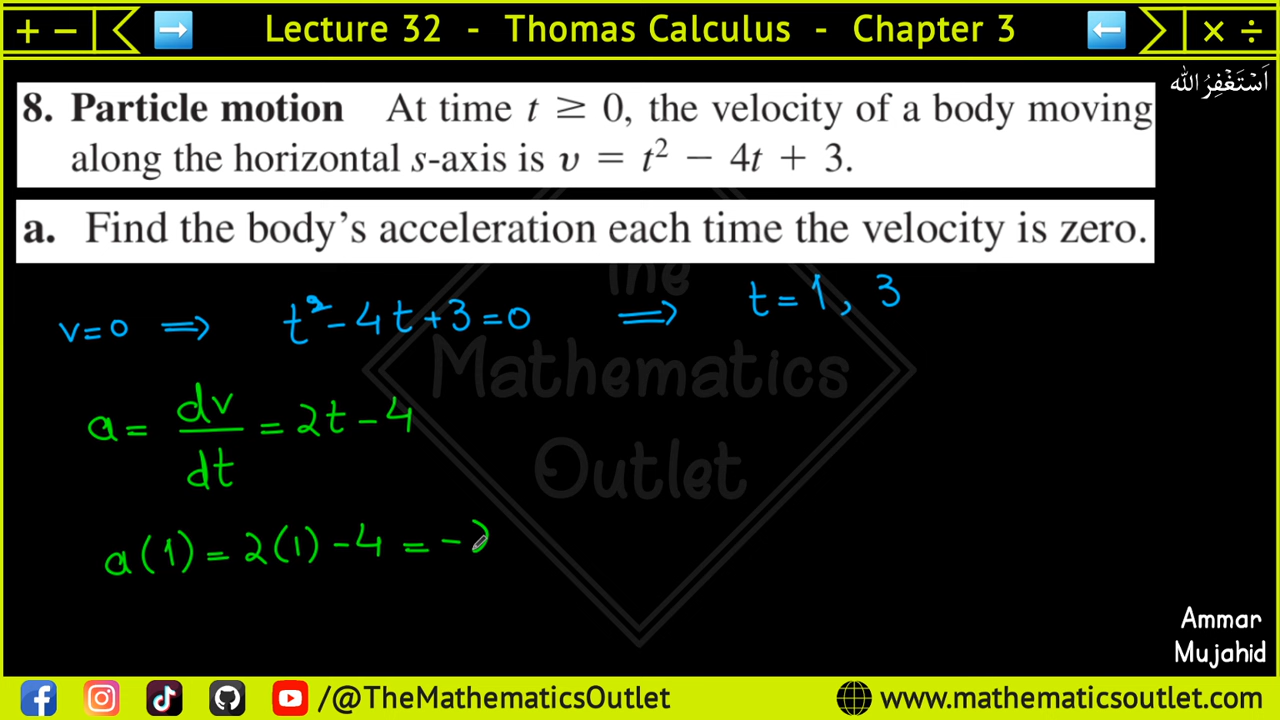 + − Lecture 32 - Thomas Calculus - Chapter 3 × ÷
اَسْتَغْفِرُ اللّٰه
8. Particle motion At time t ≥ 0, the velocity of a body moving
along the horizontal s-axis is v = t² − 4t + 3.
a. Find the body's acceleration each time the velocity is zero.
v=0 ⟹ t²-4t+3=0 ⟹ t=1, 3
a = dv/dt = 2t-4
a(1) = 2(1)-4 = -2
The
Mathematics
Outlet
Ammar
Mujahid
/@TheMathematicsOutlet www.mathematicsoutlet.com